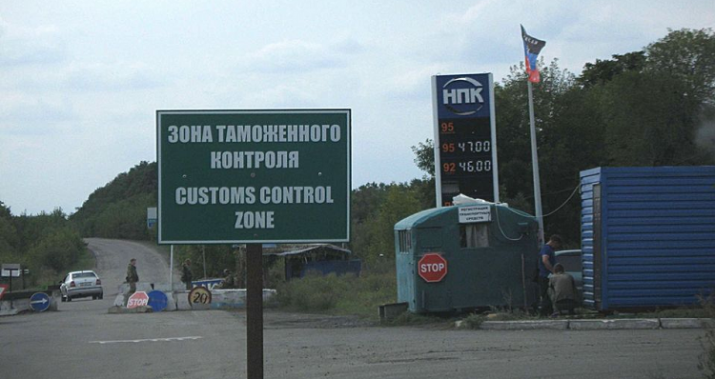 ЗОНА ТАМОЖЕННОГО
КОНТРОЛЯ
CUSTOMS CONTROL
ZONE
НПК
95
95 47.00
92 46.00
STOP
STOP
20